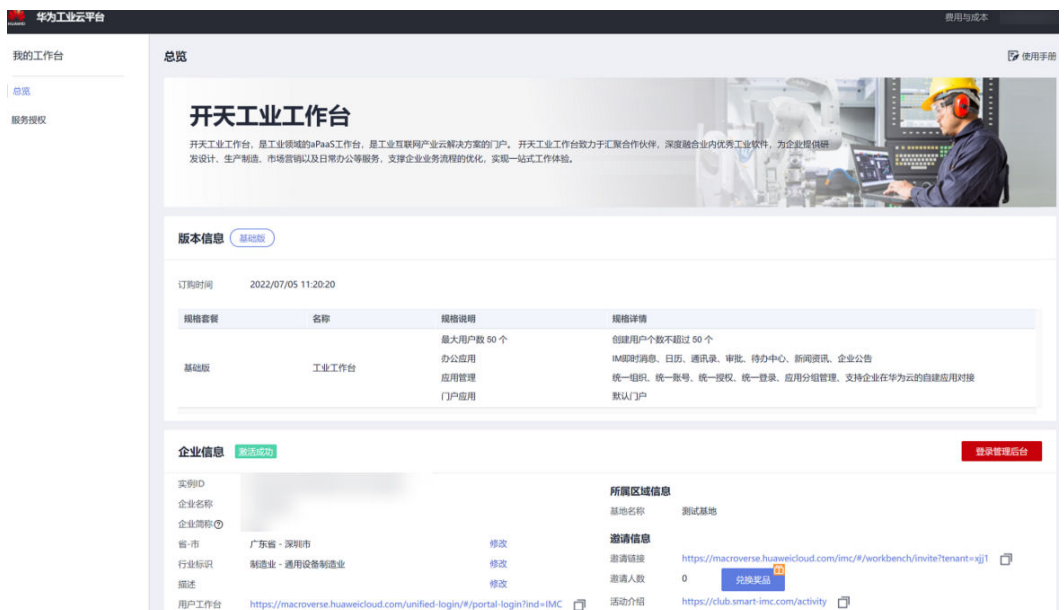 HUAWEI 华为工业云平台
费用与成本
我的工作台
总览
服务授权
总览
使用手册
开天工业工作台
开天工业工作台，是工业领域的aPaaS工作台，是工业互联网产业云解决方案的门户。 开天工业工作台致力于汇聚合作伙伴，深度融合业内优秀工业软件，为企业提供研
发设计、生产制造、市场营销以及日常办公等服务，支撑企业业务流程的优化，实现一站式工作体验。
版本信息 基础版
订购时间 2022/07/05 11:20:20
规格套餐 名称 规格说明 规格详情
最大用户数 50 个 创建用户个数不超过 50 个
办公应用 IM即时消息、日历、通讯录、审批、待办中心、新闻资讯、企业公告
基础版 工业工作台
应用管理 统一组织、统一账号、统一授权、统一登录、应用分组管理、支持企业在华为云的自建应用对接
门户应用 默认门户
企业信息 激活成功
登录管理后台
实例ID
企业名称
企业简称
省-市 广东省 - 深圳市 修改
行业标识 制造业 - 通用设备制造业 修改
描述 修改
用户工作台 https://macroverse.huaweicloud.com/unified-login/#/portal-login?ind=IMC
所属区域信息
基地名称 测试基地
邀请信息
邀请链接 https://macroverse.huaweicloud.com/imc/#/workbench/invite?tenant=xjj1
邀请人数 0 兑换奖品
活动介绍 https://club.smart-imc.com/activity